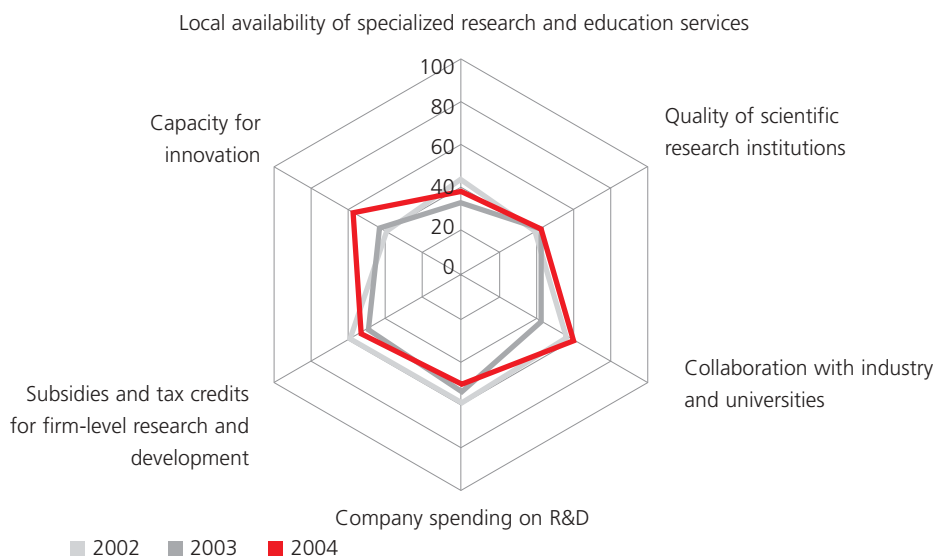 Local availability of specialized research and education services
100
80
60
40
20
0
Capacity for
innovation
Quality of scientific
research institutions
Subsidies and tax credits
for firm-level research and
development
Collaboration with industry
and universities
Company spending on R&D
2002 2003 2004